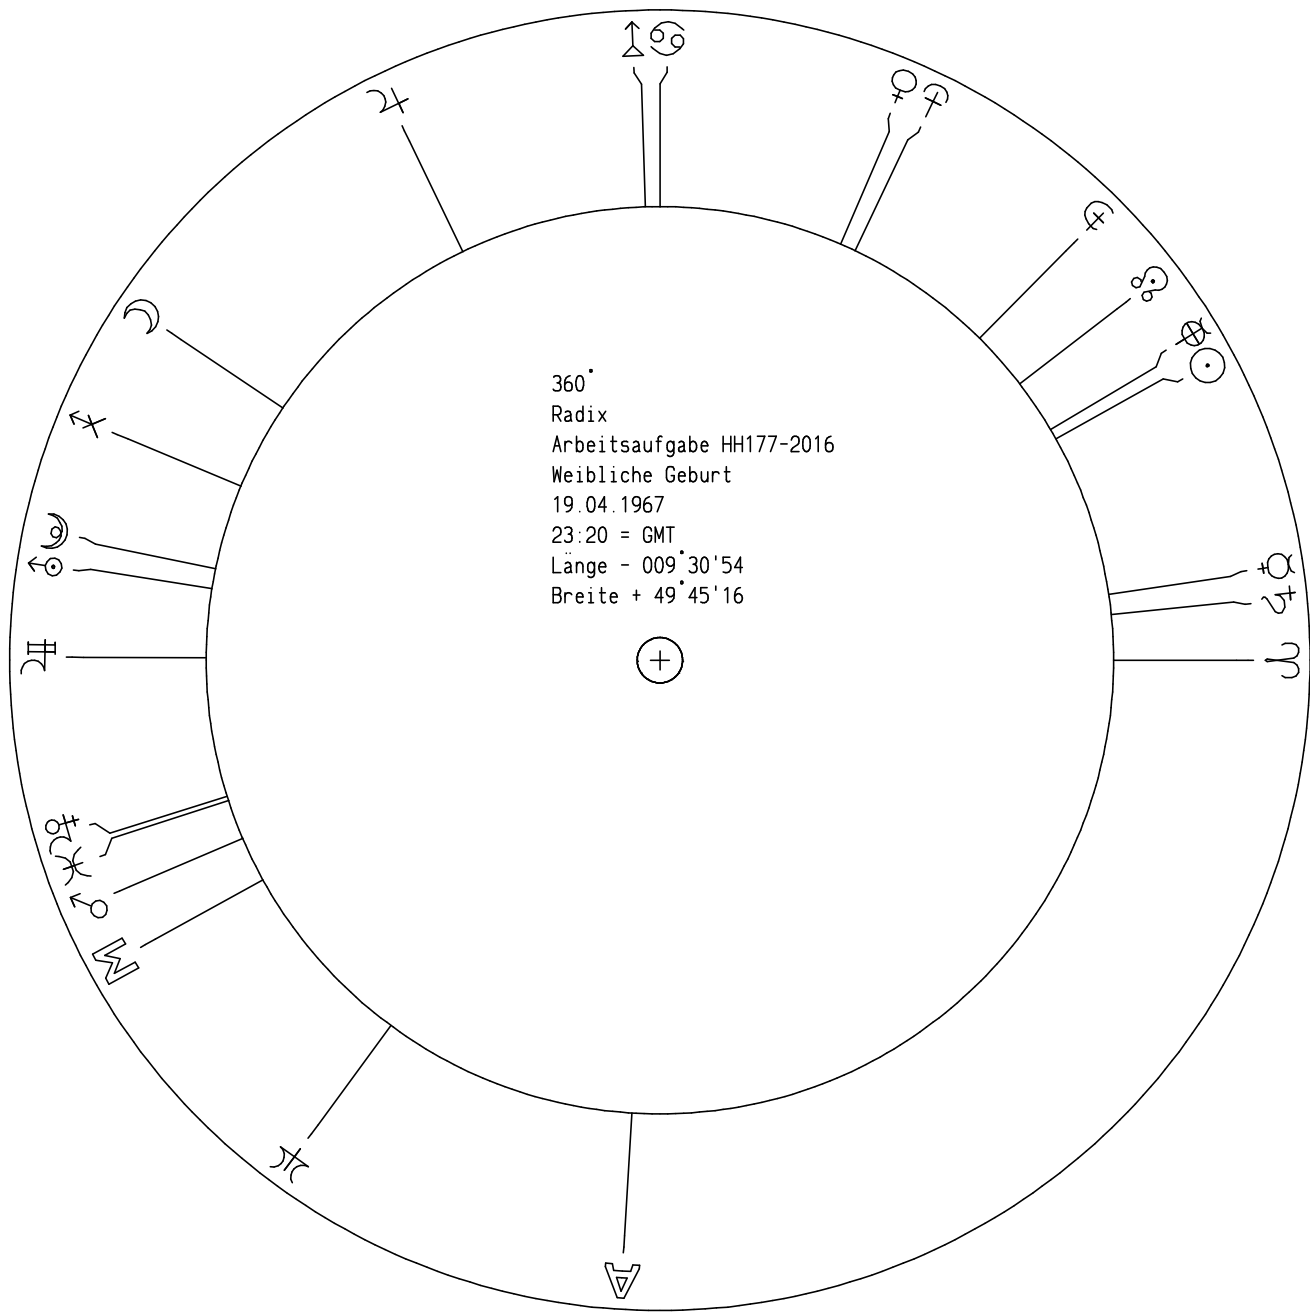 360°
Radix
Arbeitsaufgabe HH177-2016
Weibliche Geburt
19.04.1967
23:20 = GMT
Länge - 009°30'54
Breite + 49°45'16
M
A